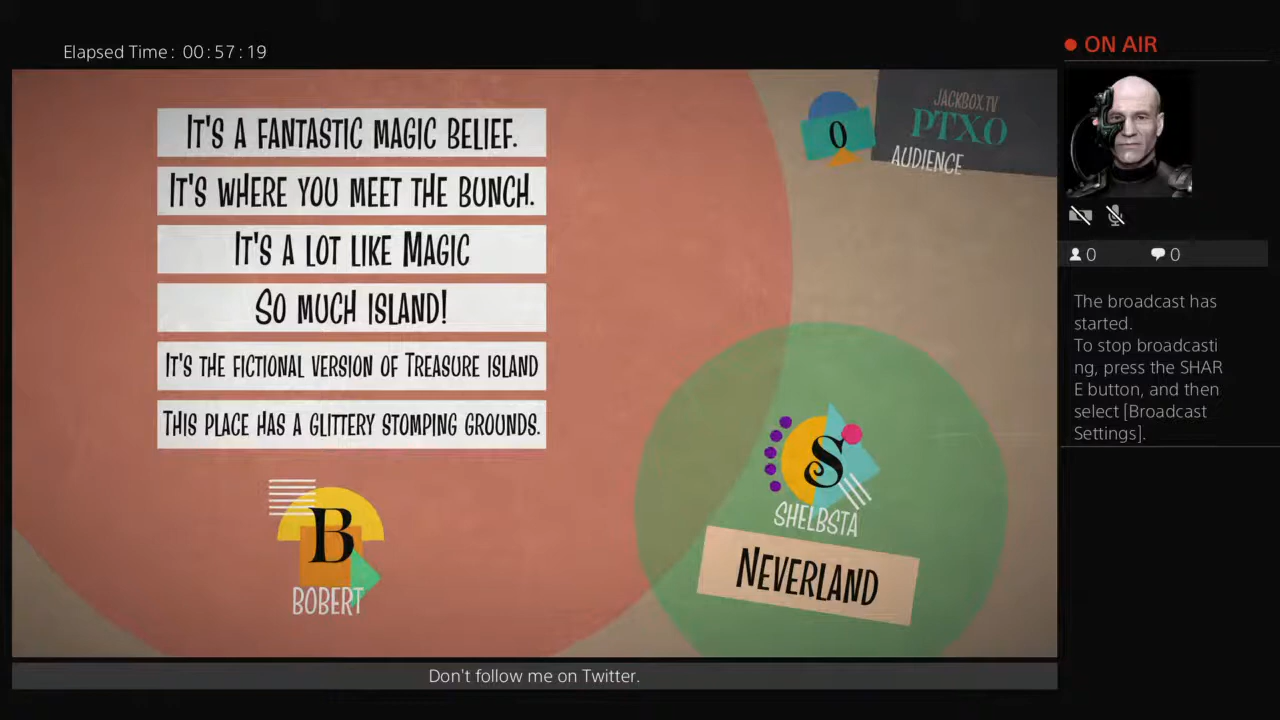 Elapsed Time: 00:57:19
ON AIR
IT'S A FANTASTIC MAGIC BELIEF.
IT'S WHERE YOU MEET THE BUNCH.
IT'S A LOT LIKE MAGIC
SO MUCH ISLAND!
IT'S THE FICTIONAL VERSION OF TREASURE ISLAND
THIS PLACE HAS A GLITTERY STOMPING GROUNDS.
B
BOBERT
0
AUDIENCE
JACKBOX.TV
PTXO
S
SHELBSTA
NEVERLAND
0
0
The broadcast has
started.
To stop broadcasti
ng, press the SHAR
E button, and then
select [Broadcast
Settings].
Don't follow me on Twitter.